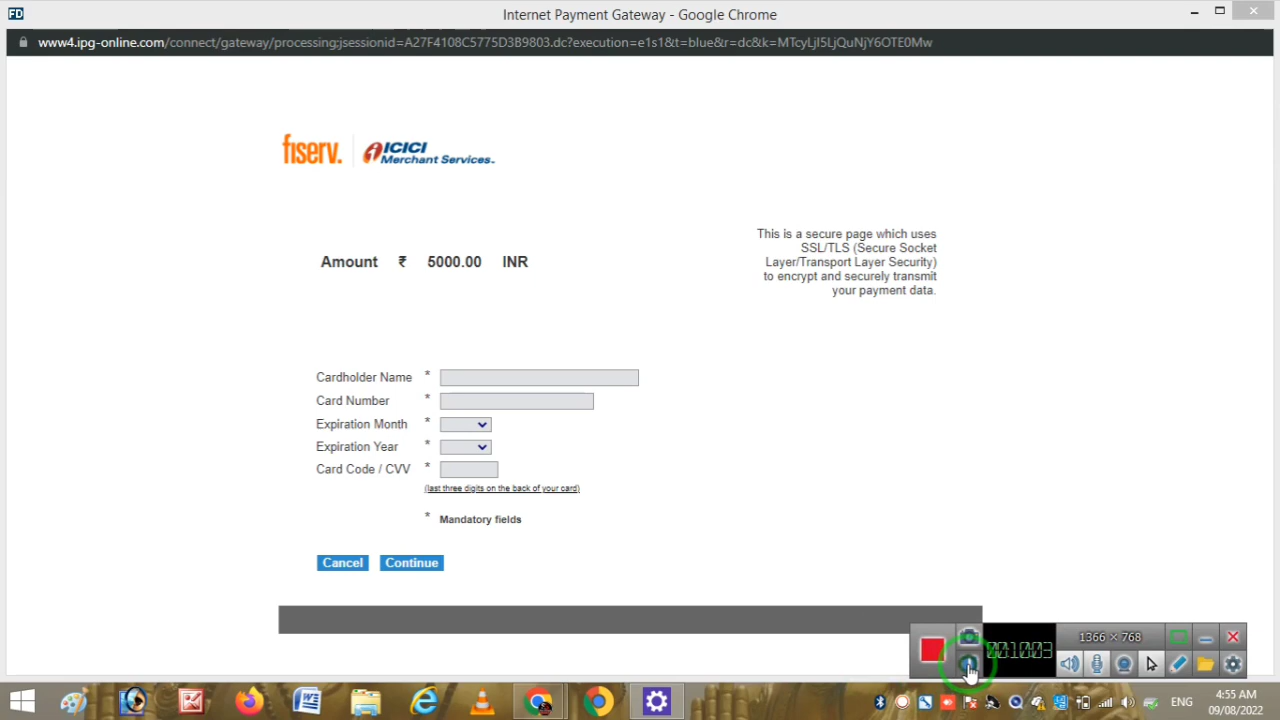 FD
Internet Payment Gateway - Google Chrome
www4.ipg-online.com/connect/gateway/processing;jsessionid=A27F4108C5775D3B9803.dc?execution=e1s1&t=blue&r=dc&k=MTcyLjI5LjQuNjY6OTE0Mw
fiserv. ICICI
Merchant Services.
This is a secure page which uses
SSL/TLS (Secure Socket
Layer/Transport Layer Security)
to encrypt and securely transmit
your payment data.
Amount ₹ 5000.00 INR
Cardholder Name *
Card Number *
Expiration Month *
Expiration Year *
Card Code / CVV *
(last three digits on the back of your card)
* Mandatory fields
Cancel Continue
1366 × 768
00:10:03
ENG
4:55 AM
09/08/2022